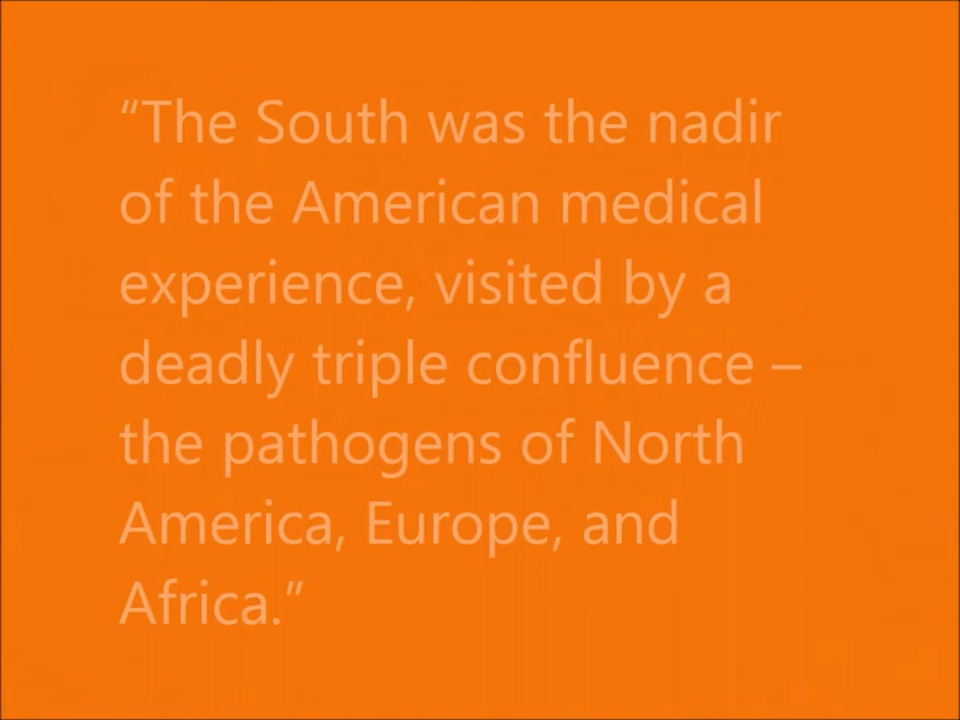 “The South was the nadir
of the American medical
experience, visited by a
deadly triple confluence –
the pathogens of North
America, Europe, and
Africa.”